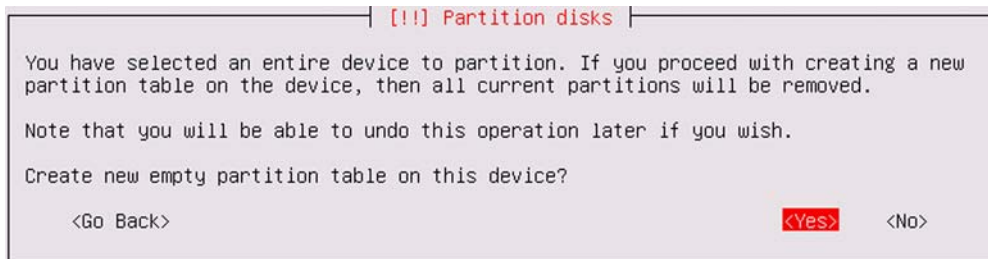 [!!] Partition disks
You have selected an entire device to partition. If you proceed with creating a new
partition table on the device, then all current partitions will be removed.
Note that you will be able to undo this operation later if you wish.
Create new empty partition table on this device?
<Go Back> <Yes> <No>